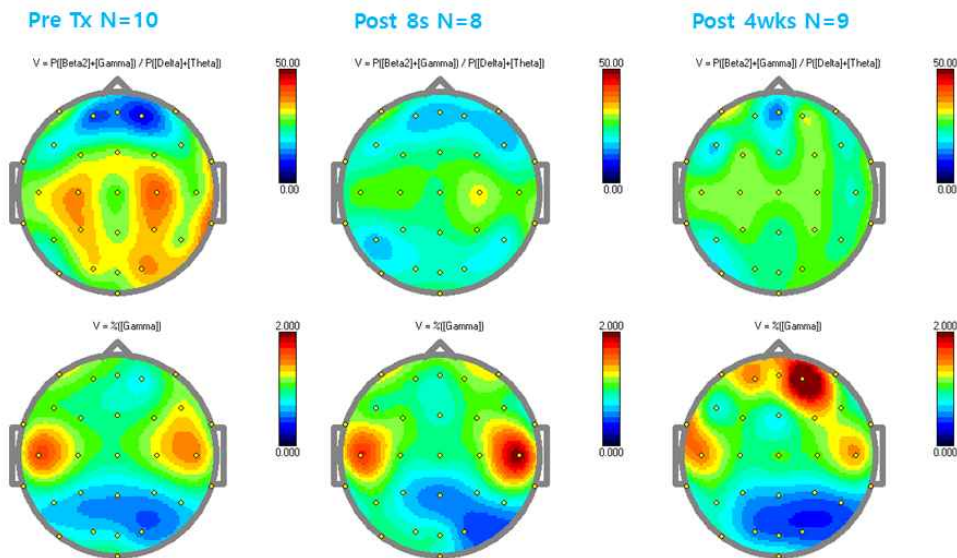 Pre Tx N=10
Post 8s N=8
Post 4wks N=9
V = P([Beta2]+[Gamma]) / P([Delta]+[Theta])
50.00
0.00
V = P([Beta2]+[Gamma]) / P([Delta]+[Theta])
50.00
0.00
V = P([Beta2]+[Gamma]) / P([Delta]+[Theta])
50.00
0.00
V = %([Gamma])
2.000
0.000
V = %([Gamma])
2.000
0.000
V = %([Gamma])
2.000
0.000